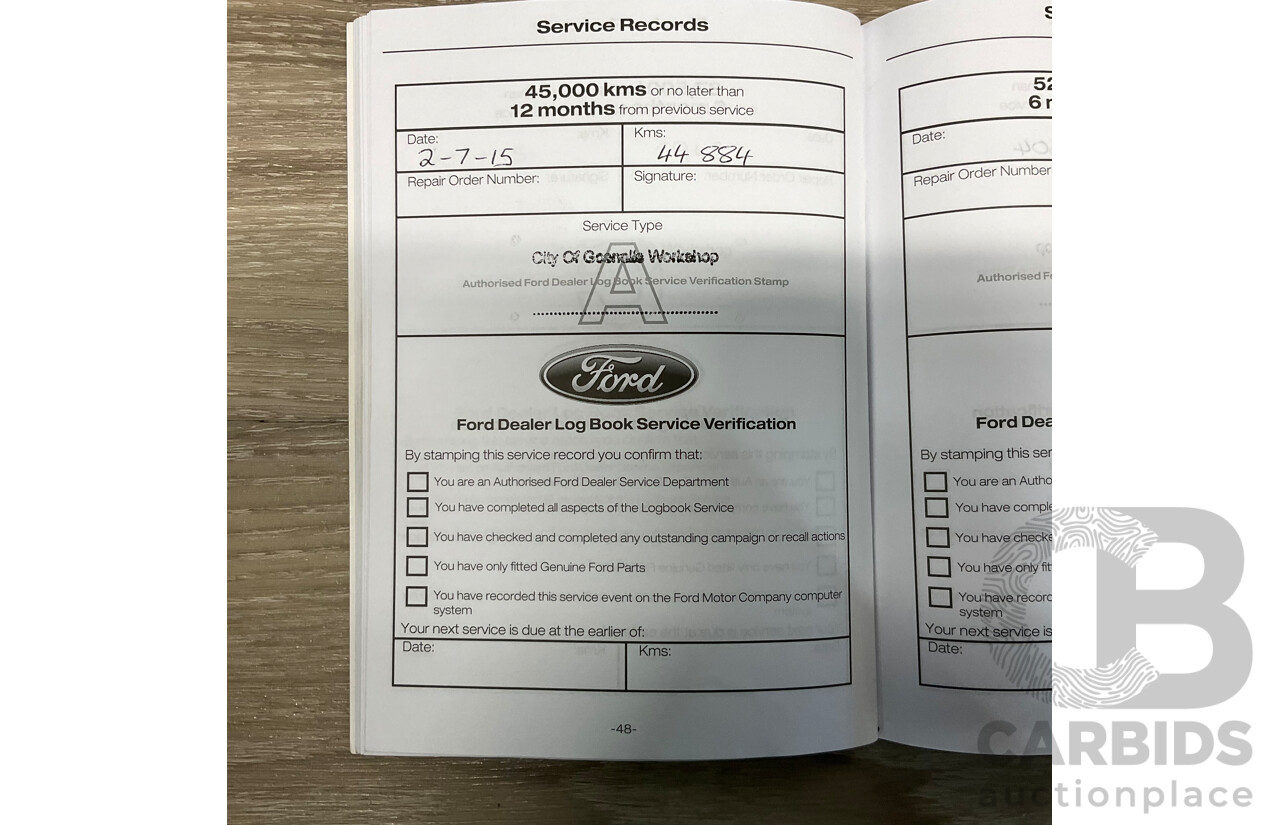 Service Records
45,000 kms or no later than
12 months from previous service
Date:
2-7-15
Kms:
44 884
Repair Order Number:
Signature:
Service Type
A
City Of Gosnells Workshop
Authorised Ford Dealer Log Book Service Verification Stamp
Ford
Ford Dealer Log Book Service Verification
By stamping this service record you confirm that:
You are an Authorised Ford Dealer Service Department
You have completed all aspects of the Logbook Service
You have checked and completed any outstanding campaign or recall actions
You have only fitted Genuine Ford Parts
You have recorded this service event on the Ford Motor Company computer
system
Your next service is due at the earlier of:
Date:
Kms:
-48-
S
52
6 m
Date:
Repair Order Number
Authorised F
Ford Dea
By stamping this ser
You are an Autho
You have comple
You have checke
You have only fit
You have record
system
Your next service is
Date:
CB
CARBIDS
auctionplace